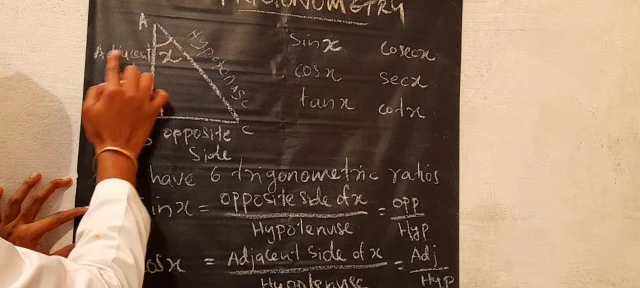 TRIGONOMETRY
A
Adjacent
x
Hypotenuse
C
opposite
Side
sinx cosecx
cosx secx
tanx cotx
have 6 trigonometric ratios
sinx = opposite side of x / Hypotenuse = opp / Hyp
cosx = Adjacent side of x / Hypotenuse = Adj / Hyp